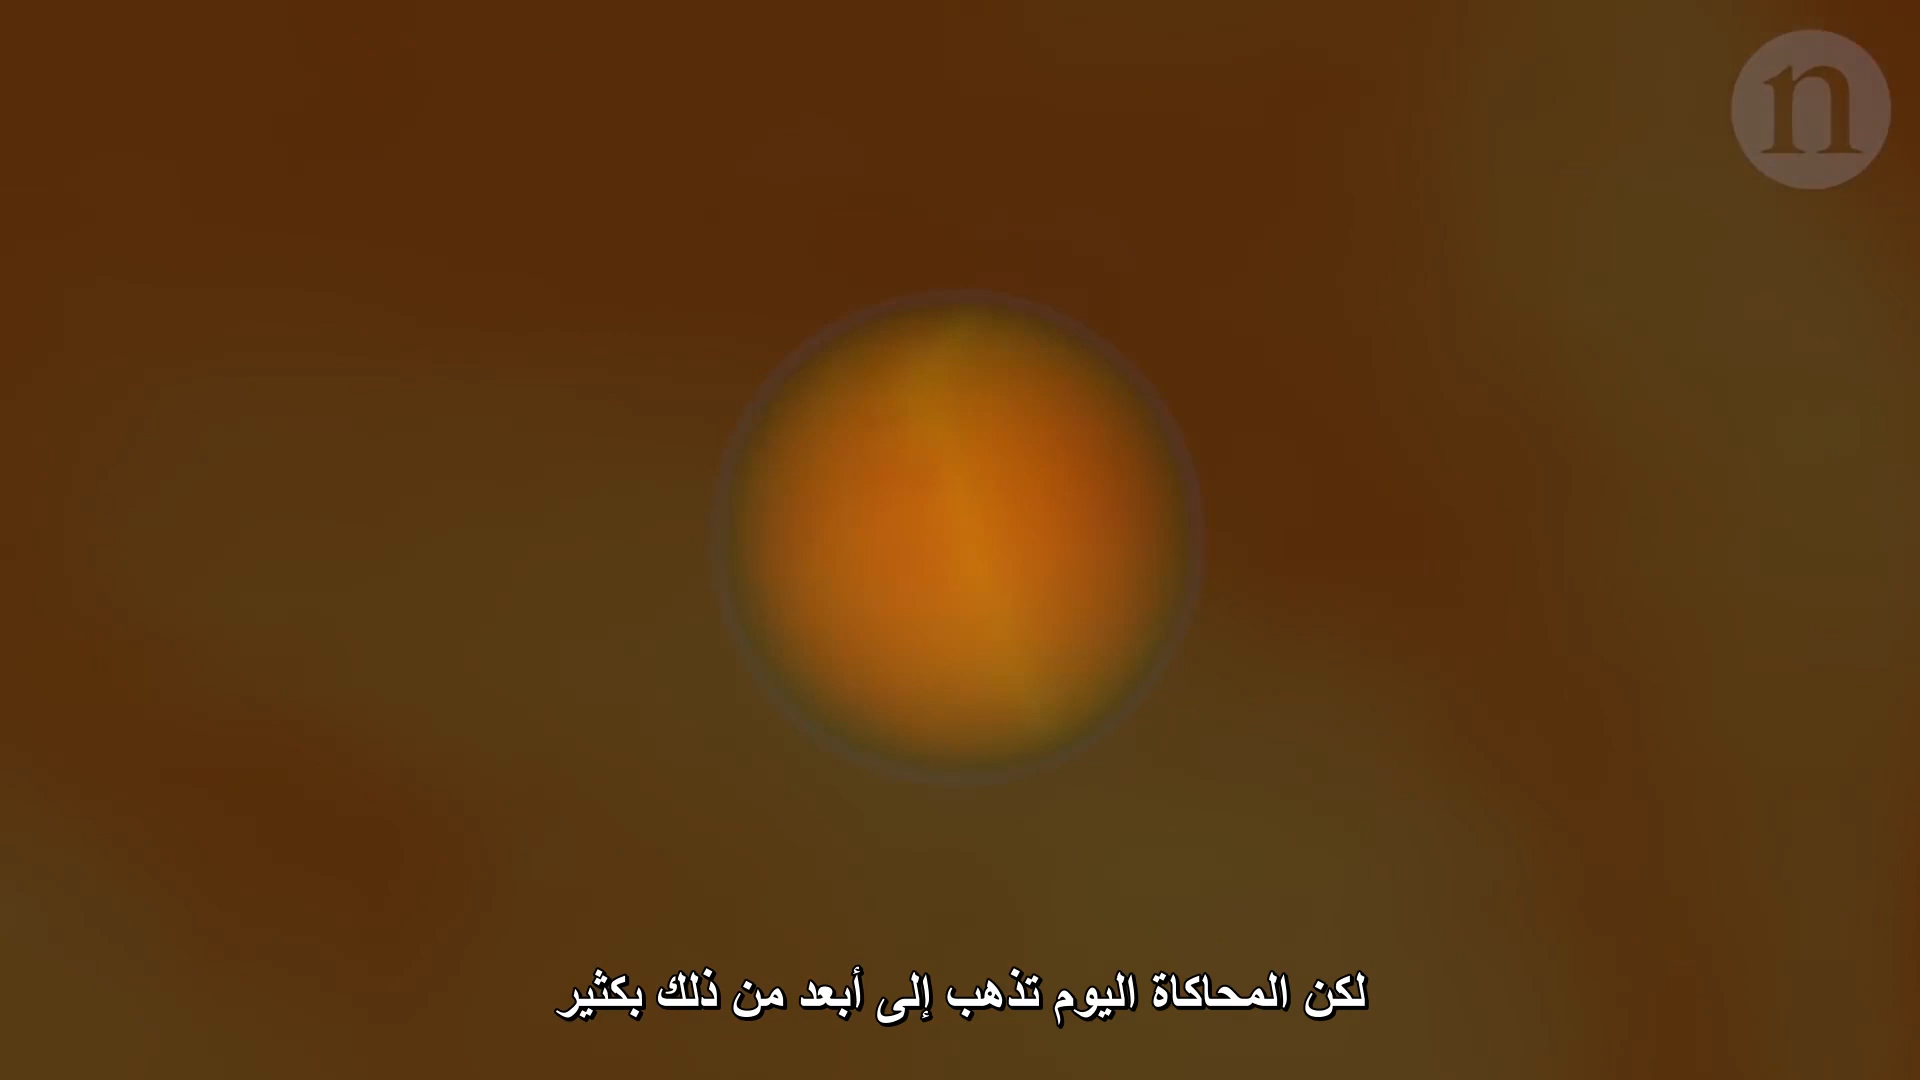 n
لكن المحاكاة اليوم تذهب إلى أبعد من ذلك بكثير